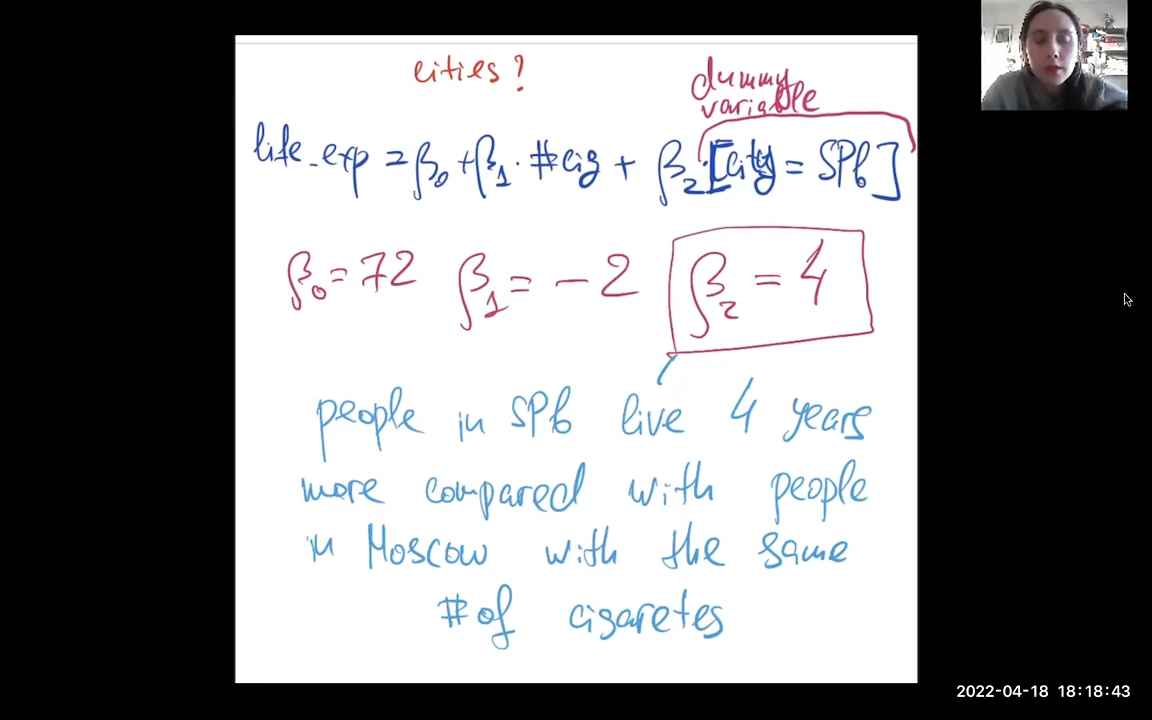 cities?
dummy
variable
life_exp = β₀ + β₁ · #cig + β₂ · [city = SPb]
β₀ = 72 β₁ = -2 β₂ = 4
people in SPb live 4 years
more compared with people
in Moscow with the same
# of cigaretes
2022-04-18 18:18:43